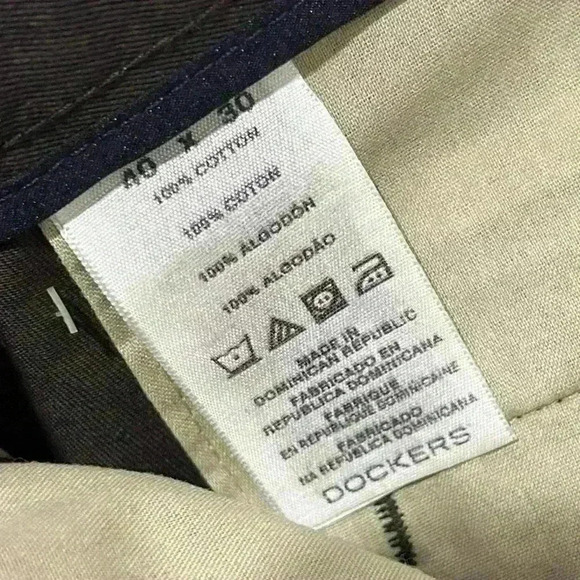 40 x 30
100% COTTON
100% COTON
100% ALGODÓN
100% ALGODÃO
MADE IN
DOMINICAN REPUBLIC
FABRICADO EN
REPUBLICA DOMINICANA
FABRIQUE
EN REPUBLIQUE DOMINICAINE
FABRICADO
NA REPUBLICA DOMINICANA
DOCKERS